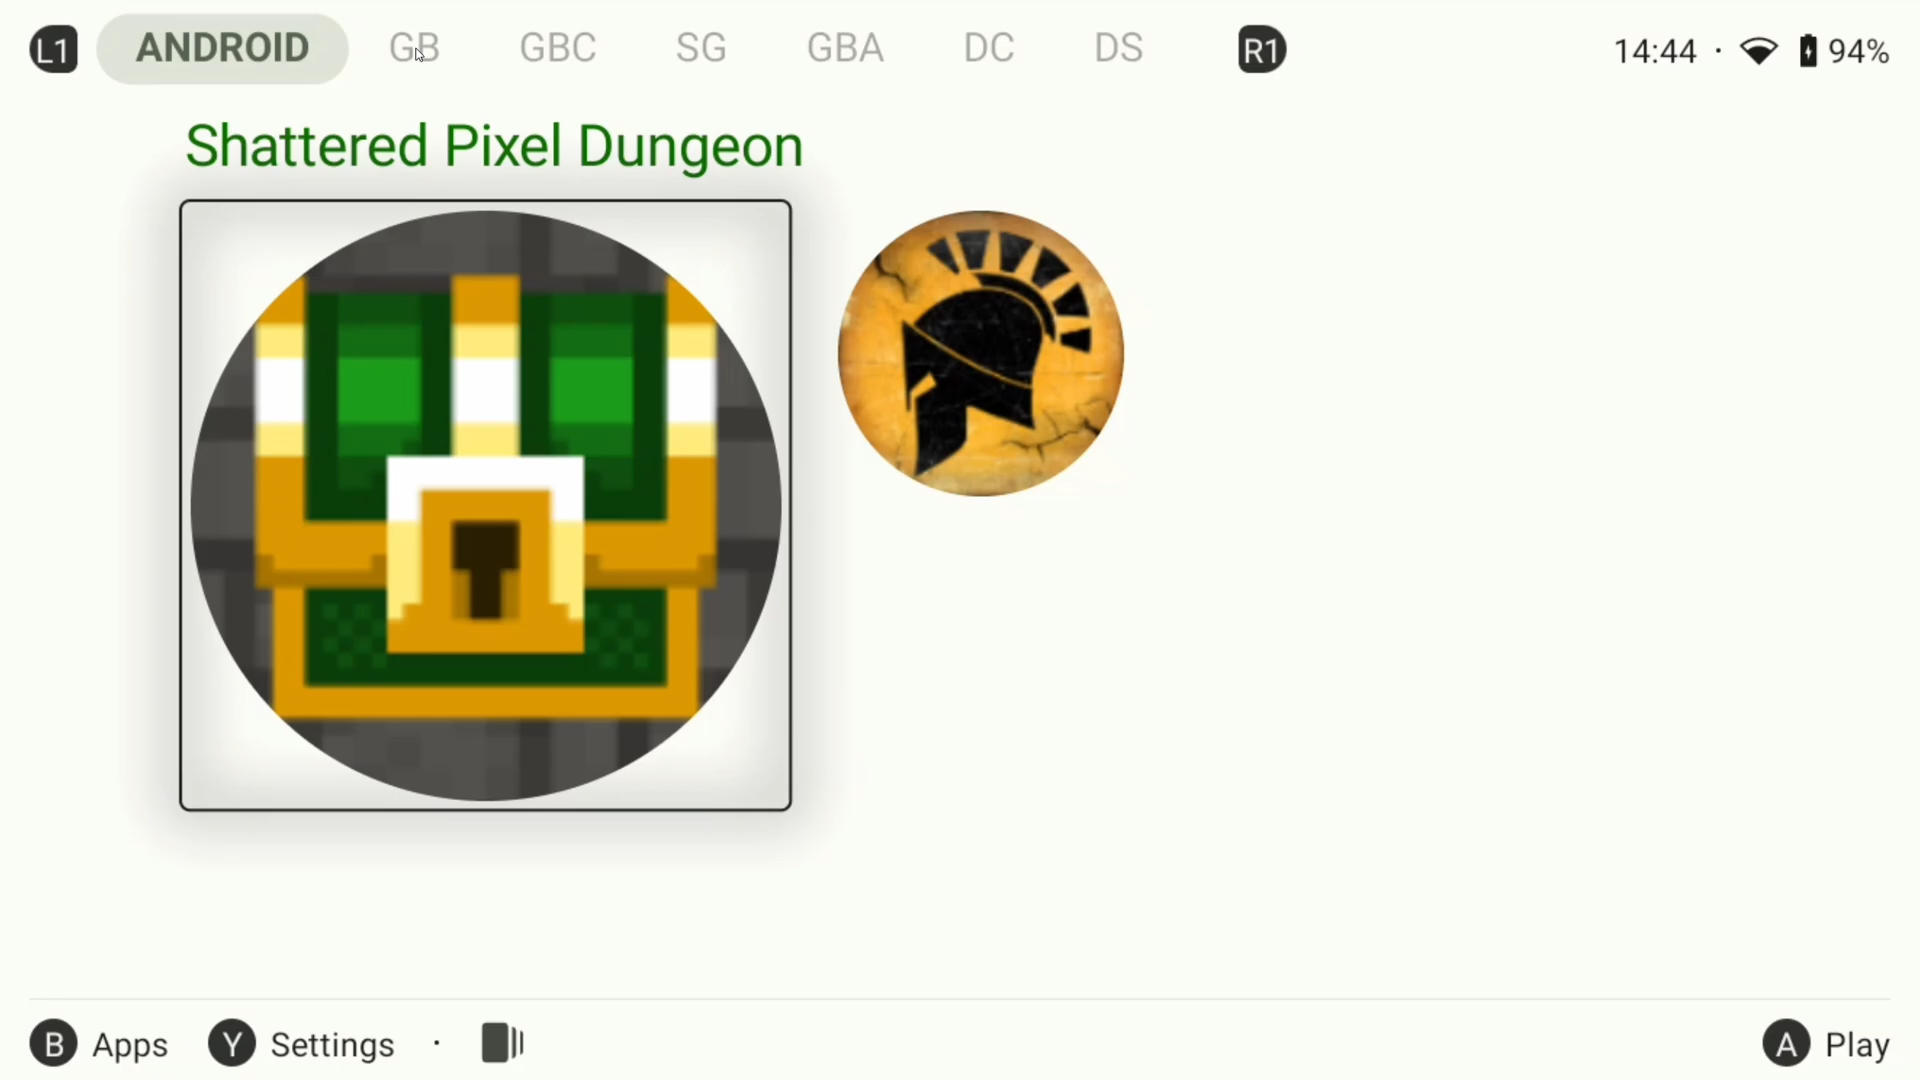 L1 ANDROID GB GBC SG GBA DC DS R1 14:44 · 94%
Shattered Pixel Dungeon
B Apps Y Settings · A Play